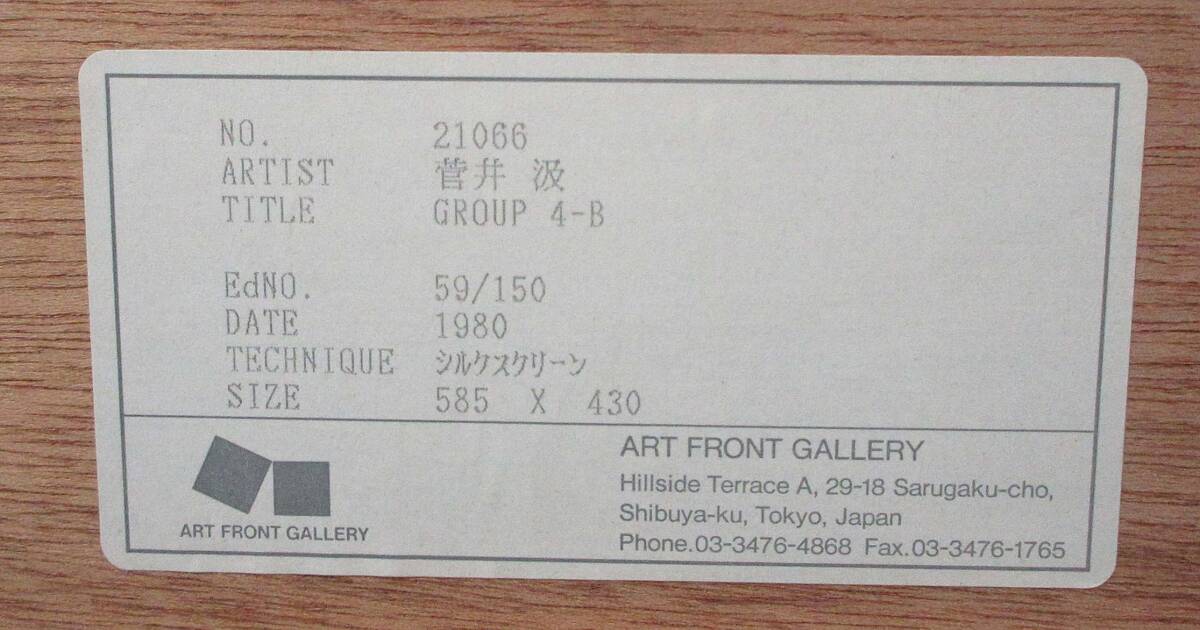 NO. 21066
ARTIST 菅井 汲
TITLE GROUP 4-B
EdNO. 59/150
DATE 1980
TECHNIQUE シルクスクリーン
SIZE 585 X 430
ART FRONT GALLERY
ART FRONT GALLERY
Hillside Terrace A, 29-18 Sarugaku-cho,
Shibuya-ku, Tokyo, Japan
Phone.03-3476-4868 Fax.03-3476-1765